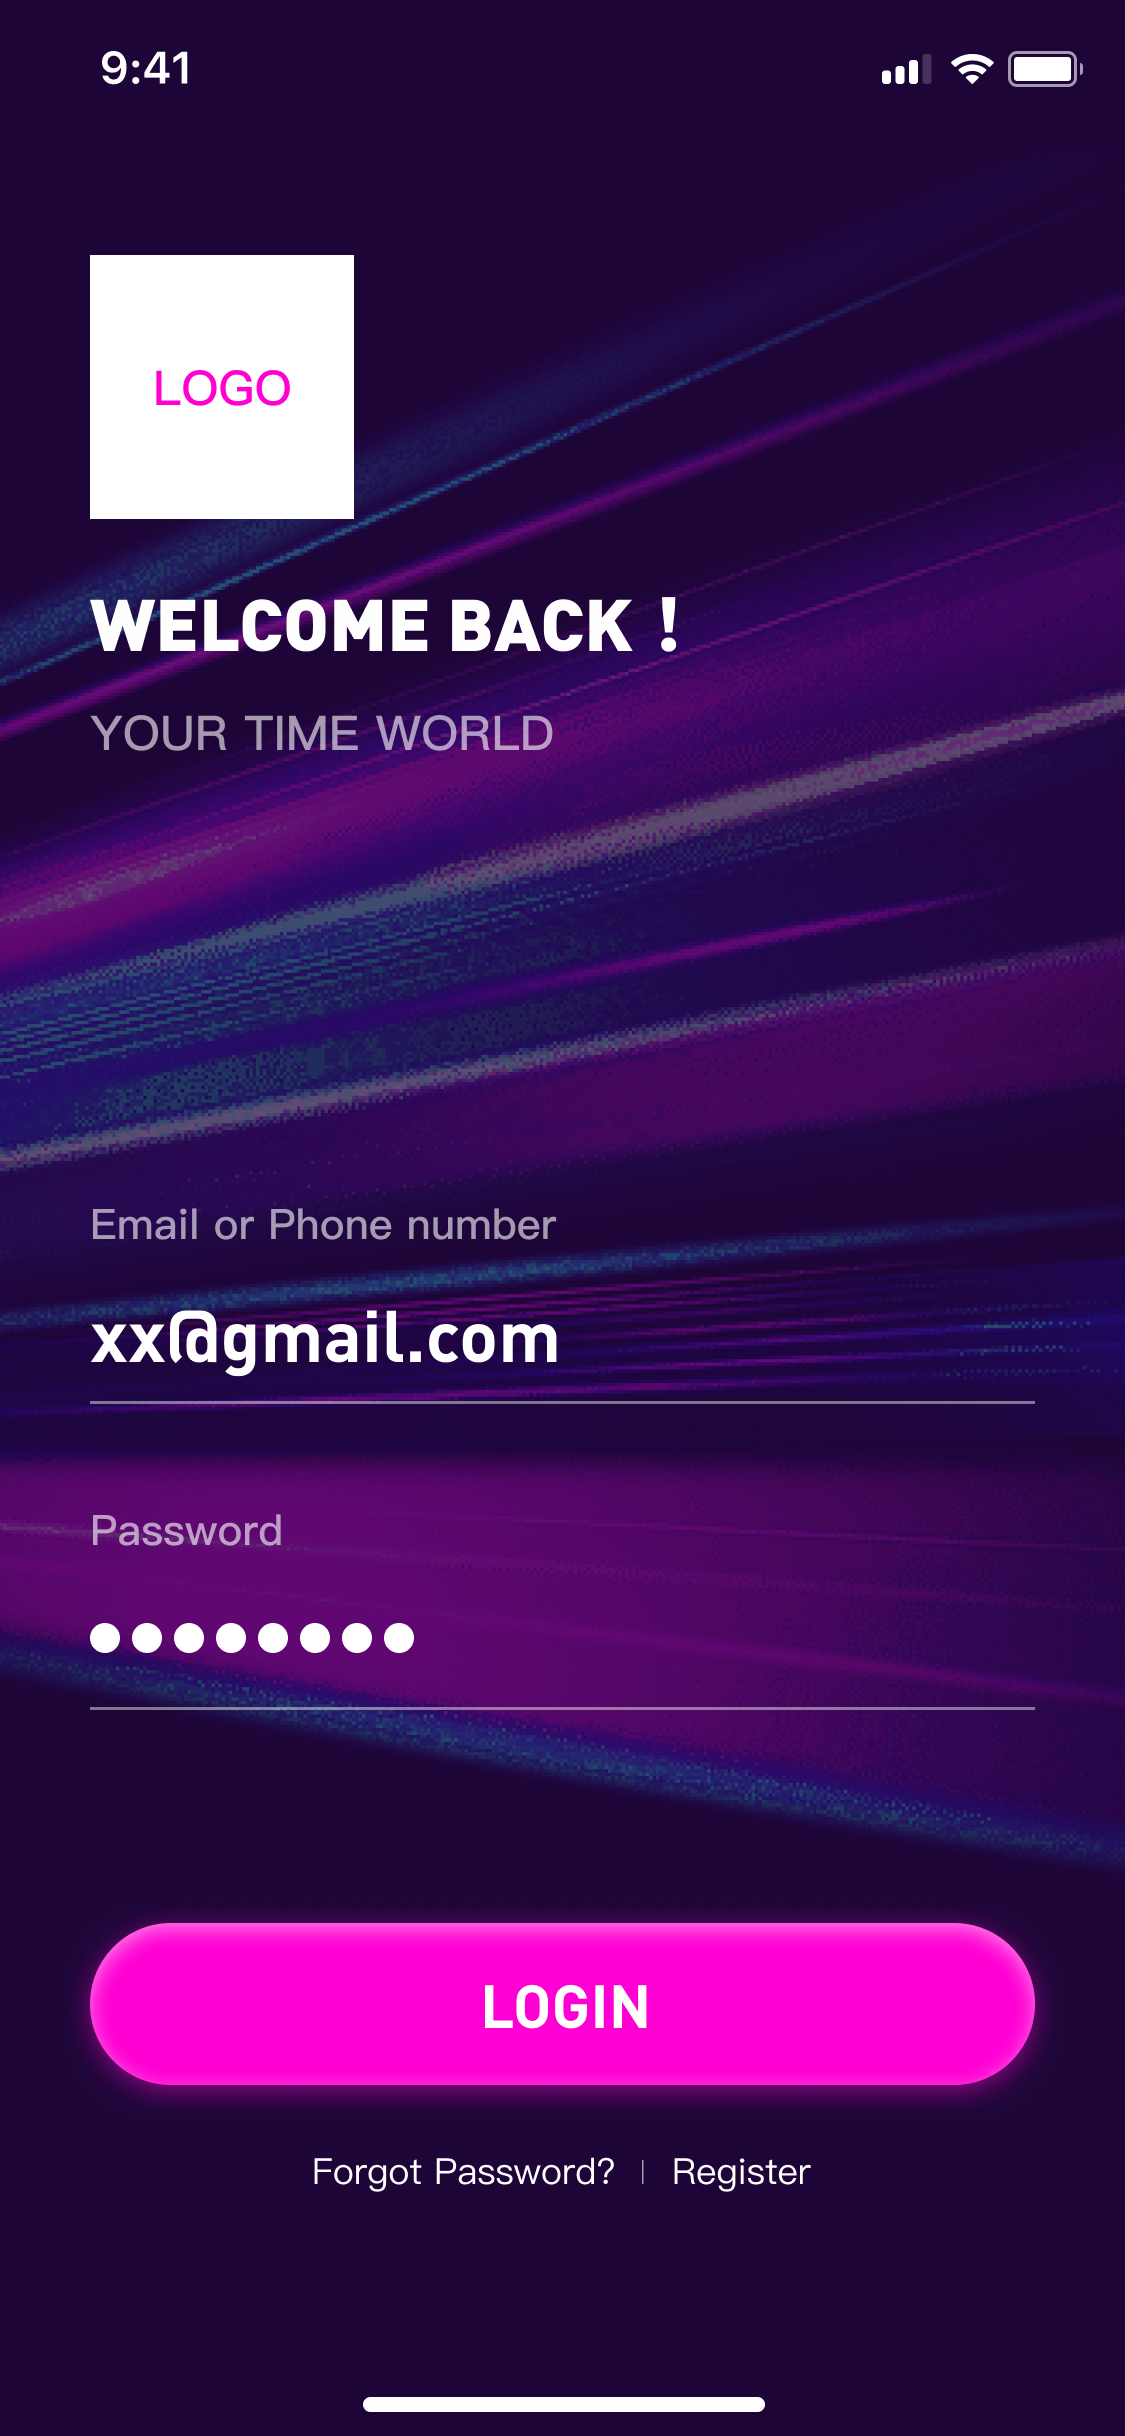 9:41
LOGO
WELCOME BACK !
YOUR TIME WORLD
Email or Phone number
xx@gmail.com
Password
LOGIN
Forgot Password? | Register